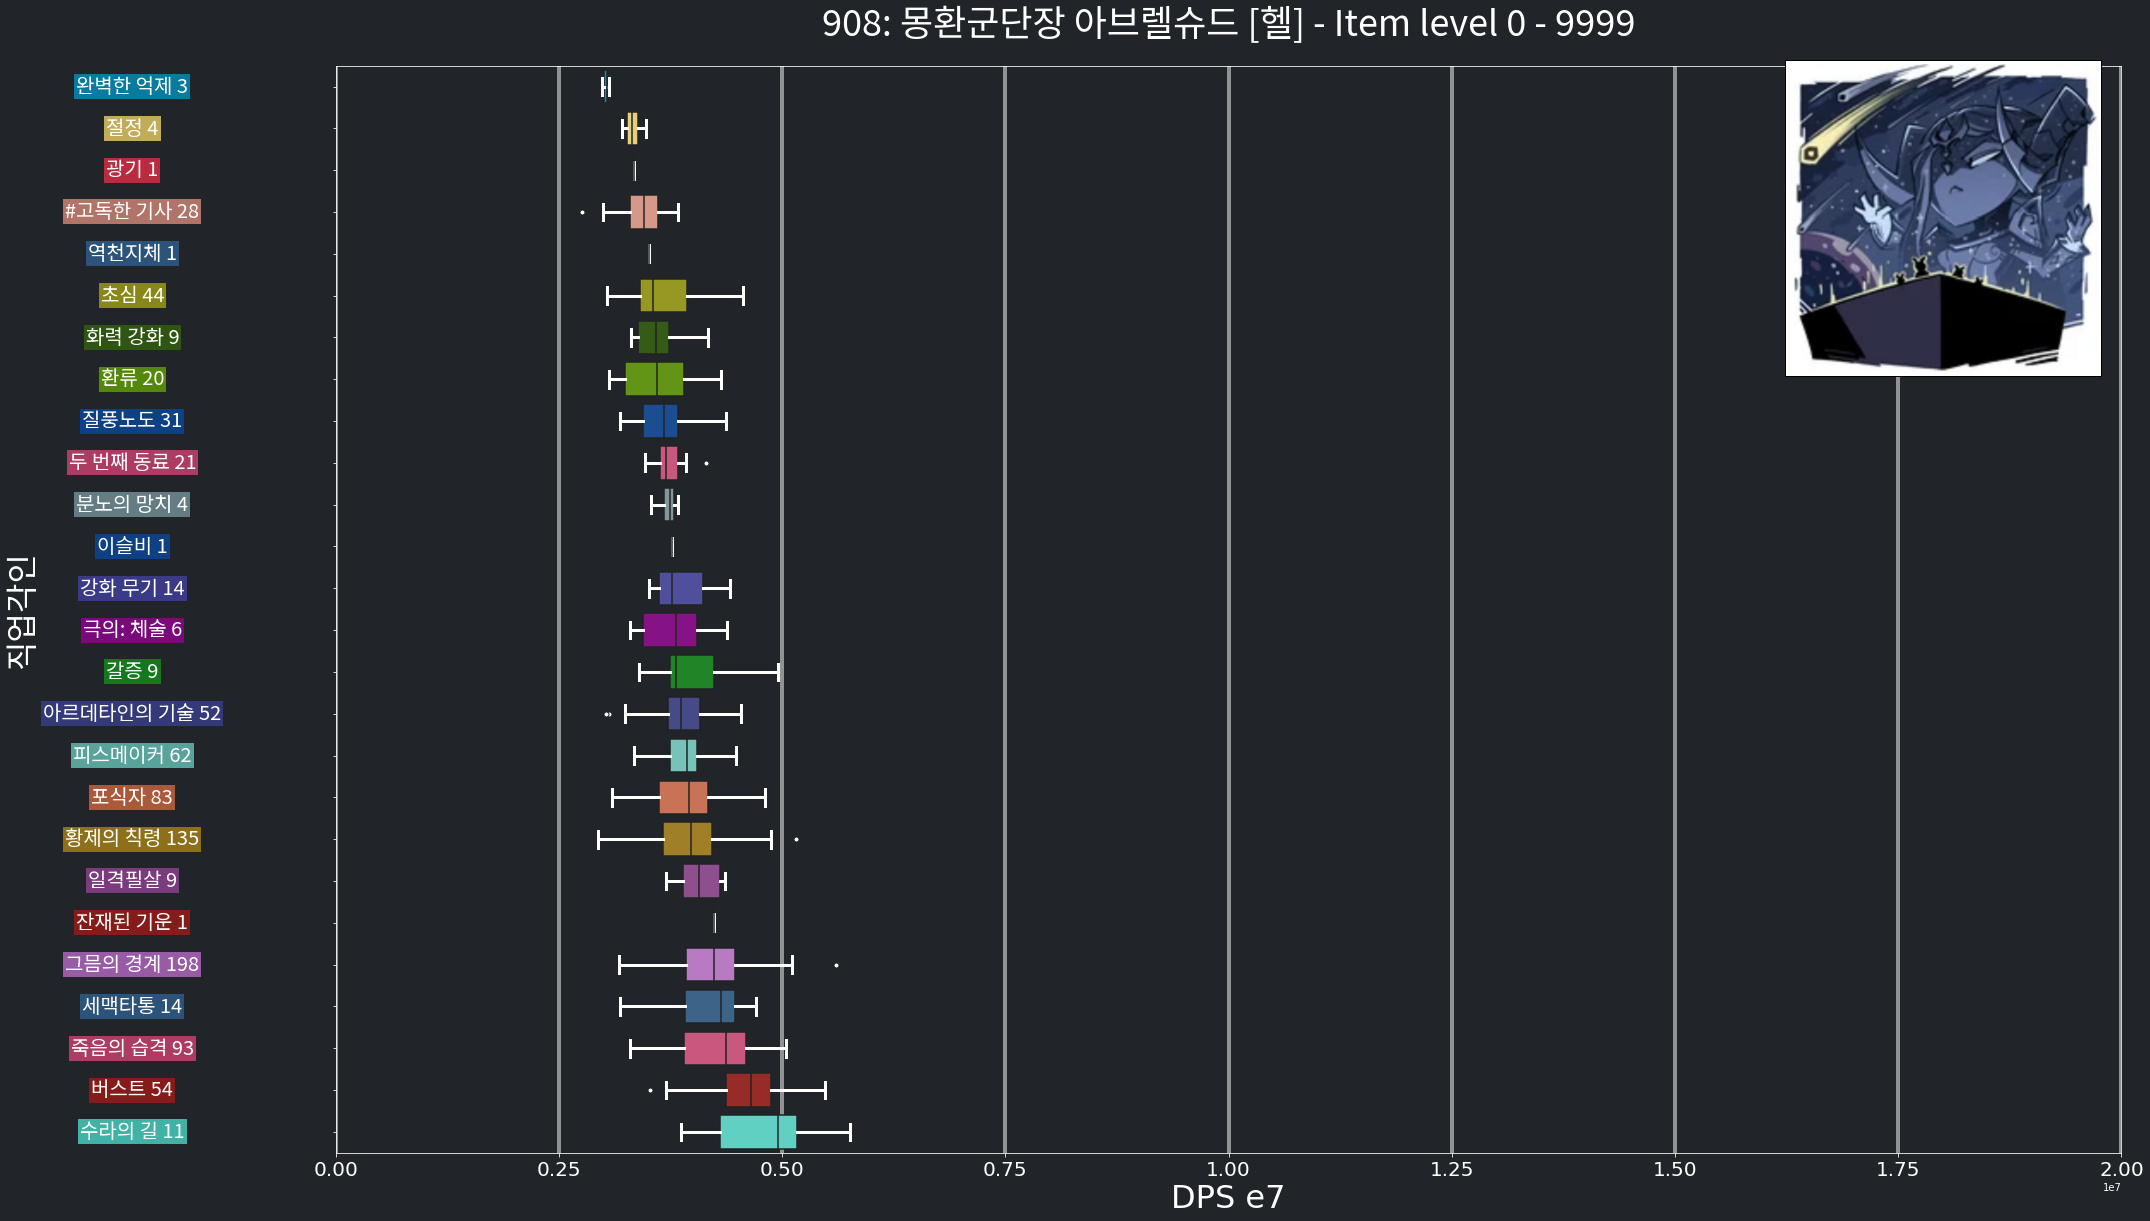 908: 몽환군단장 아브렐슈드 [헬] - Item level 0 - 9999
직업각인
완벽한 억제 3
절정 4
광기 1
#고독한 기사 28
역천지체 1
초심 44
화력 강화 9
환류 20
질풍노도 31
두 번째 동료 21
분노의 망치 4
이슬비 1
강화 무기 14
극의: 체술 6
갈증 9
아르데타인의 기술 52
피스메이커 62
포식자 83
황제의 칙령 135
일격필살 9
잔재된 기운 1
그믐의 경계 198
세맥타통 14
죽음의 습격 93
버스트 54
수라의 길 11
0.00 0.25 0.50 0.75 1.00 1.25 1.50 1.75 2.00
1e7
DPS e7